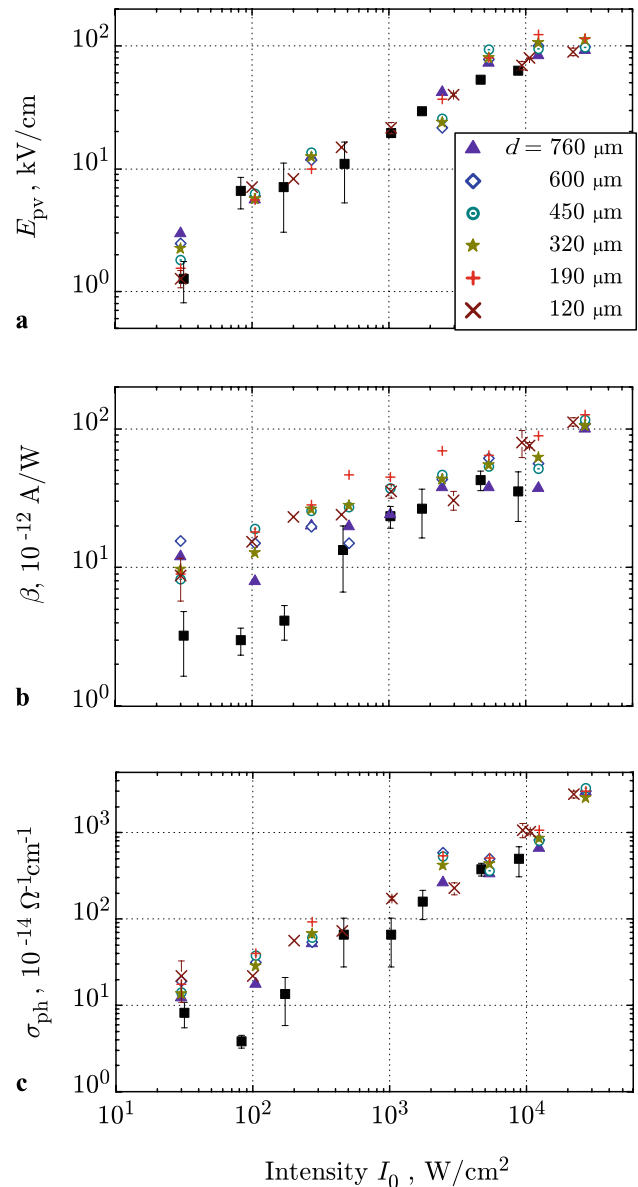 a
10²
10¹
10⁰
E_pv, kV/cm
d = 760 μm
600 μm
450 μm
320 μm
190 μm
120 μm
b
10²
10¹
10⁰
β, 10⁻¹² A/W
c
10³
10²
10¹
10⁰
σ_ph, 10⁻¹⁴ Ω⁻¹cm⁻¹
10¹ 10² 10³ 10⁴
Intensity I₀, W/cm²